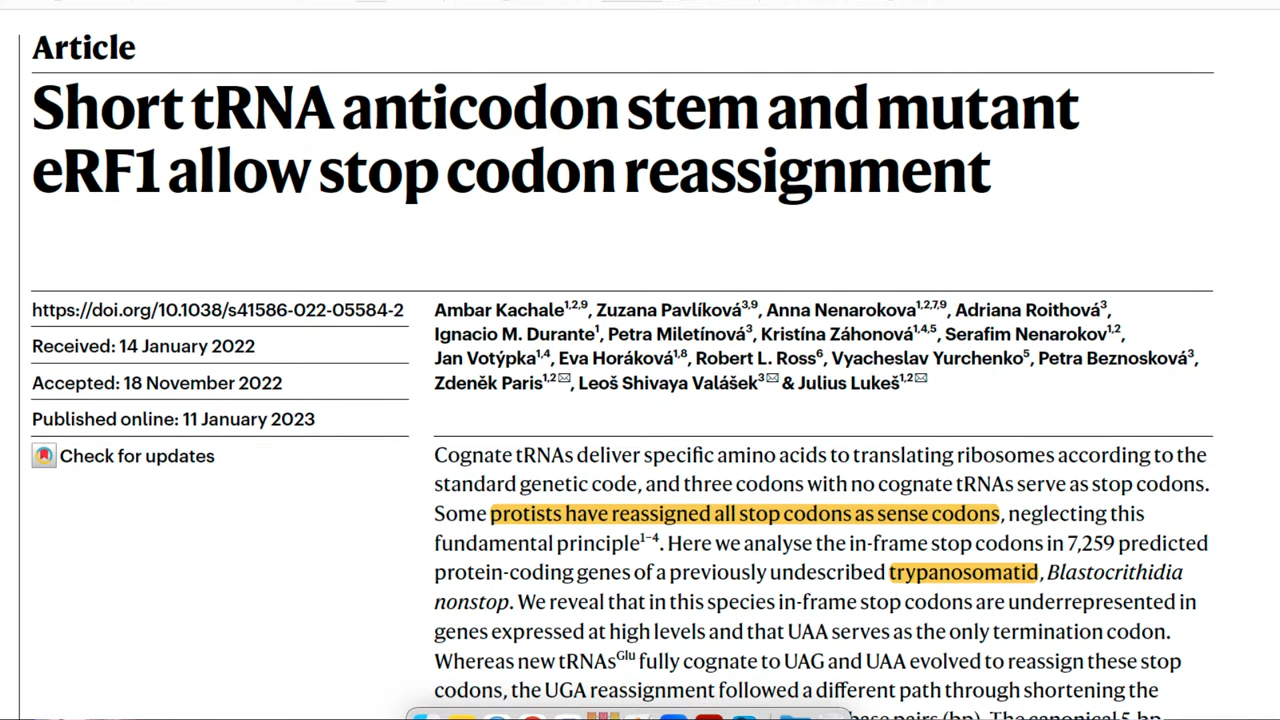 Article
Short tRNA anticodon stem and mutant
eRF1 allow stop codon reassignment
https://doi.org/10.1038/s41586-022-05584-2
Received: 14 January 2022
Accepted: 18 November 2022
Published online: 11 January 2023
Check for updates
Ambar Kachale1,2,9, Zuzana Pavlíková3,9, Anna Nenarokova1,2,7,9, Adriana Roithová3,
Ignacio M. Durante1, Petra Miletínová3, Kristína Záhonová1,4,5, Serafim Nenarokov1,2,
Jan Votýpka1,4, Eva Horáková1,8, Robert L. Ross6, Vyacheslav Yurchenko5, Petra Beznosková3,
Zdeněk Paris1,2✉, Leoš Shivaya Valášek3✉ & Julius Lukeš1,2✉
Cognate tRNAs deliver specific amino acids to translating ribosomes according to the
standard genetic code, and three codons with no cognate tRNAs serve as stop codons.
Some protists have reassigned all stop codons as sense codons, neglecting this
fundamental principle1–4. Here we analyse the in-frame stop codons in 7,259 predicted
protein-coding genes of a previously undescribed trypanosomatid, Blastocrithidia
nonstop. We reveal that in this species in-frame stop codons are underrepresented in
genes expressed at high levels and that UAA serves as the only termination codon.
Whereas new tRNAsGlu fully cognate to UAG and UAA evolved to reassign these stop
codons, the UGA reassignment followed a different path through shortening the
base pairs (bp). The canonical 5-bp